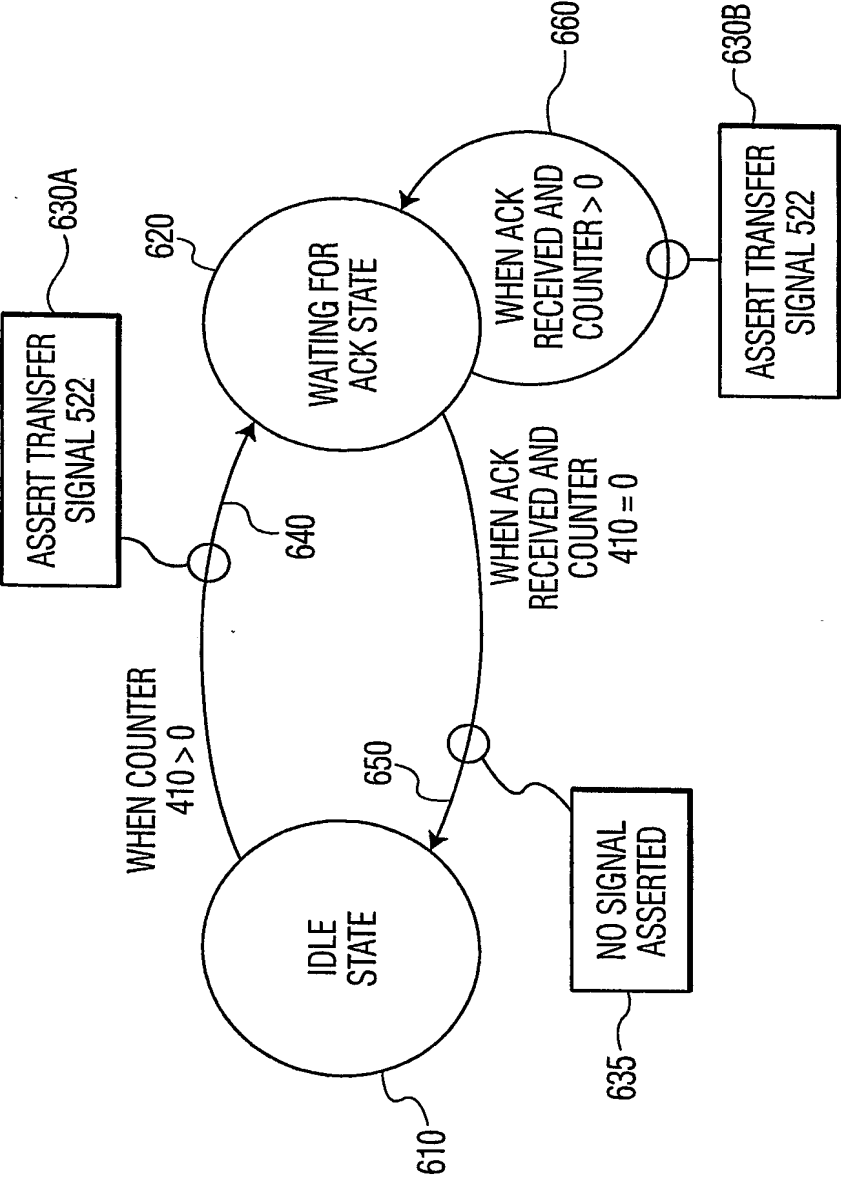 630A
ASSERT TRANSFER
SIGNAL 522
620
WAITING FOR
ACK STATE
640
WHEN COUNTER
410 > 0
660
WHEN ACK
RECEIVED AND
COUNTER > 0
630B
ASSERT TRANSFER
SIGNAL 522
WHEN ACK
RECEIVED AND
COUNTER
410 = 0
650
IDLE
STATE
610
NO SIGNAL
ASSERTED
635